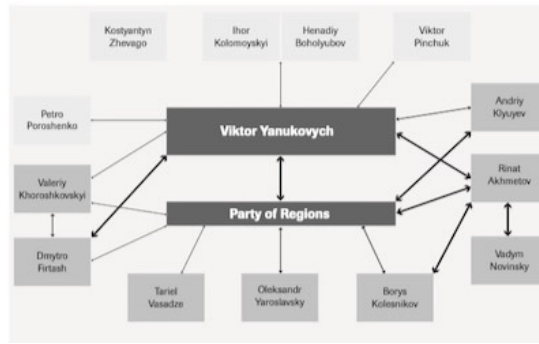 Kostyantyn
Zhevago
Ihor
Kolomoyskyi
Henadiy
Boholyubov
Viktor
Pinchuk
Petro
Poroshenko
Viktor Yanukovych
Andriy
Klyuyev
Valeriy
Khoroshkovskyi
Rinat
Akhmetov
Party of Regions
Dmytro
Firtash
Vadym
Novinsky
Tariel
Vasadze
Oleksandr
Yaroslavsky
Borys
Kolesnikov